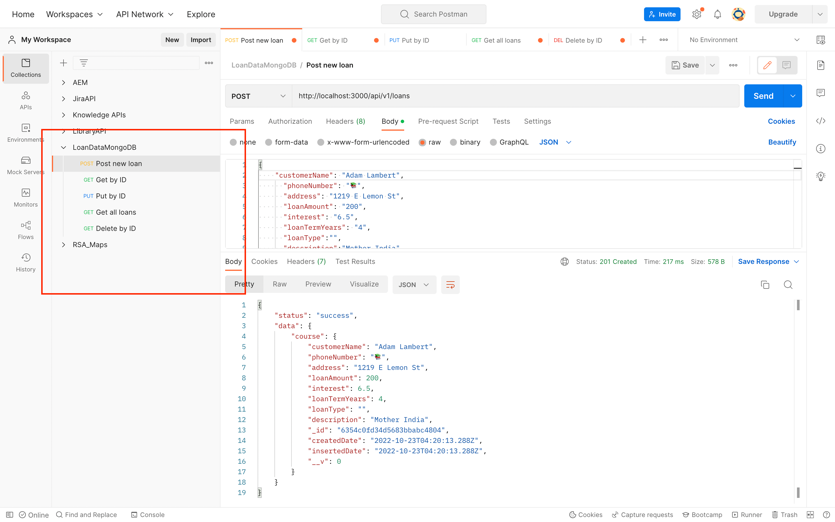 Home Workspaces API Network Explore Search Postman Invite Upgrade
My Workspace New Import POST Post new loan GET Get by ID PUT Put by ID GET Get all loans DEL Delete by ID No Environment
Collections
APIs
Environments
Mock Servers
Monitors
Flows
History
AEM
JiraAPI
Knowledge APIs
LibraryAPI
LoanDataMongoDB
POST Post new loan
GET Get by ID
PUT Put by ID
GET Get all loans
GET Delete by ID
RSA_Maps
LoanDataMongoDB / Post new loan Save
POST http://localhost:3000/api/v1/loans Send
Params Authorization Headers (8) Body Pre-request Script Tests Settings Cookies
none form-data x-www-form-urlencoded raw binary GraphQL JSON Beautify
1 {
2 "customerName": "Adam Lambert",
3 "phoneNumber": "",
4 "address": "1219 E Lemon St",
5 "loanAmount": "200",
6 "interest": "6.5",
7 "loanTermYears": "4",
8 "loanType":"",
9 "description":"Mother India",
Body Cookies Headers (7) Test Results Status: 201 Created Time: 217 ms Size: 578 B Save Response
Pretty Raw Preview Visualize JSON
1 {
2 "status": "success",
3 "data": {
4 "course": {
5 "customerName": "Adam Lambert",
6 "phoneNumber": "",
7 "address": "1219 E Lemon St",
8 "loanAmount": 200,
9 "interest": 6.5,
10 "loanTermYears": 4,
11 "loanType": "",
12 "description": "Mother India",
13 "_id": "6354c0fd34d5683bbabc4804",
14 "createdDate": "2022-10-23T04:20:13.288Z",
15 "insertedDate": "2022-10-23T04:20:13.288Z",
16 "__v": 0
17 }
18 }
19 }
Online Find and Replace Console Cookies Capture requests Bootcamp Runner Trash